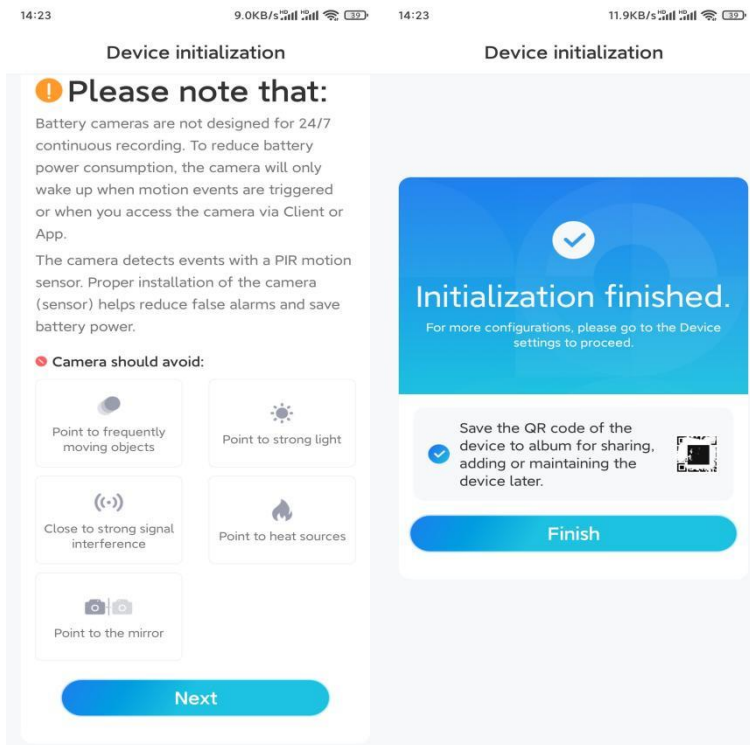 14:23
9.0KB/s
HD
HD
39
Device initialization
Please note that:
Battery cameras are not designed for 24/7
continuous recording. To reduce battery
power consumption, the camera will only
wake up when motion events are triggered
or when you access the camera via Client or
App.
The camera detects events with a PIR motion
sensor. Proper installation of the camera
(sensor) helps reduce false alarms and save
battery power.
Camera should avoid:
Point to frequently
moving objects
Point to strong light
Close to strong signal
interference
Point to heat sources
Point to the mirror
Next
14:23
11.9KB/s
HD
HD
39
Device initialization
Initialization finished.
For more configurations, please go to the Device
settings to proceed.
Save the QR code of the
device to album for sharing,
adding or maintaining the
device later.
Finish